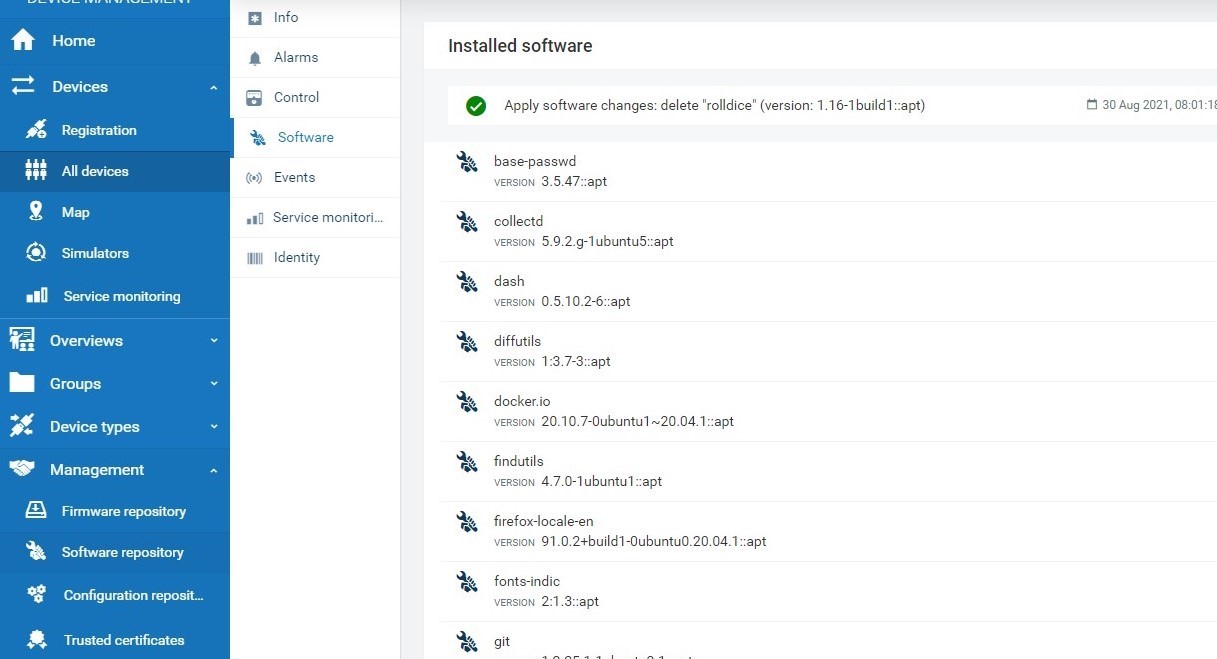 DEVICE MANAGEMENT
Home
Devices
Registration
All devices
Map
Simulators
Service monitoring
Overviews
Groups
Device types
Management
Firmware repository
Software repository
Configuration reposit...
Trusted certificates
Info
Alarms
Control
Software
Events
Service monitori...
Identity
Installed software
Apply software changes: delete "rolldice" (version: 1.16-1build1::apt)
30 Aug 2021, 08:01:18
base-passwd
VERSION 3.5.47::apt
collectd
VERSION 5.9.2.g-1ubuntu5::apt
dash
VERSION 0.5.10.2-6::apt
diffutils
VERSION 1:3.7-3::apt
docker.io
VERSION 20.10.7-0ubuntu1~20.04.1::apt
findutils
VERSION 4.7.0-1ubuntu1::apt
firefox-locale-en
VERSION 91.0.2+build1-0ubuntu0.20.04.1::apt
fonts-indic
VERSION 2:1.3::apt
git